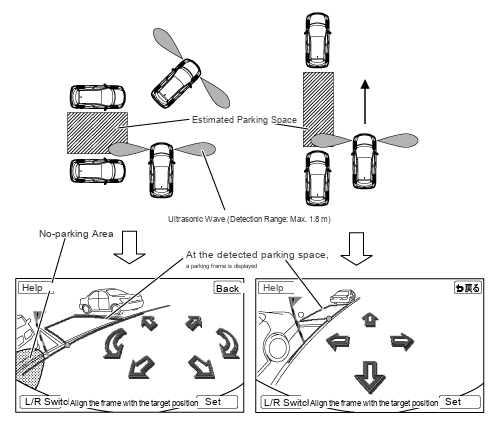 Estimated Parking Space
Ultrasonic Wave (Detection Range: Max. 1.8 m)
No-parking Area
At the detected parking space,
a parking frame is displayed
Help
Back
L/R Switch
Align the frame with the target position
Set
Help
戻る
L/R Switch
Align the frame with the target position
Set